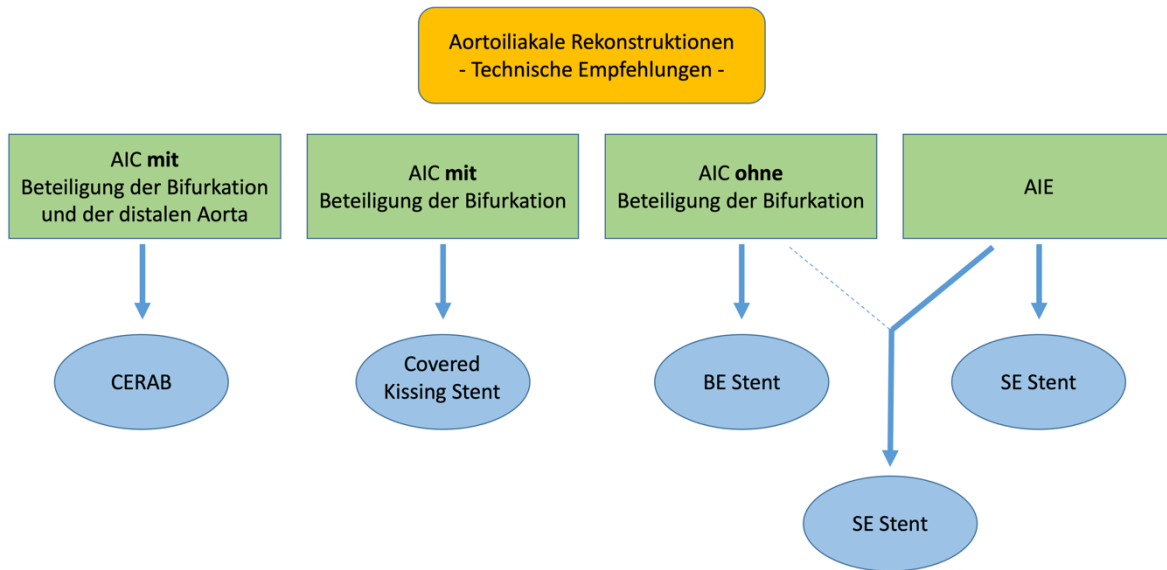 Aortoiliakale Rekonstruktionen
- Technische Empfehlungen -
AIC mit
Beteiligung der Bifurkation
und der distalen Aorta
AIC mit
Beteiligung der Bifurkation
AIC ohne
Beteiligung der Bifurkation
AIE
CERAB
Covered
Kissing Stent
BE Stent
SE Stent
SE Stent